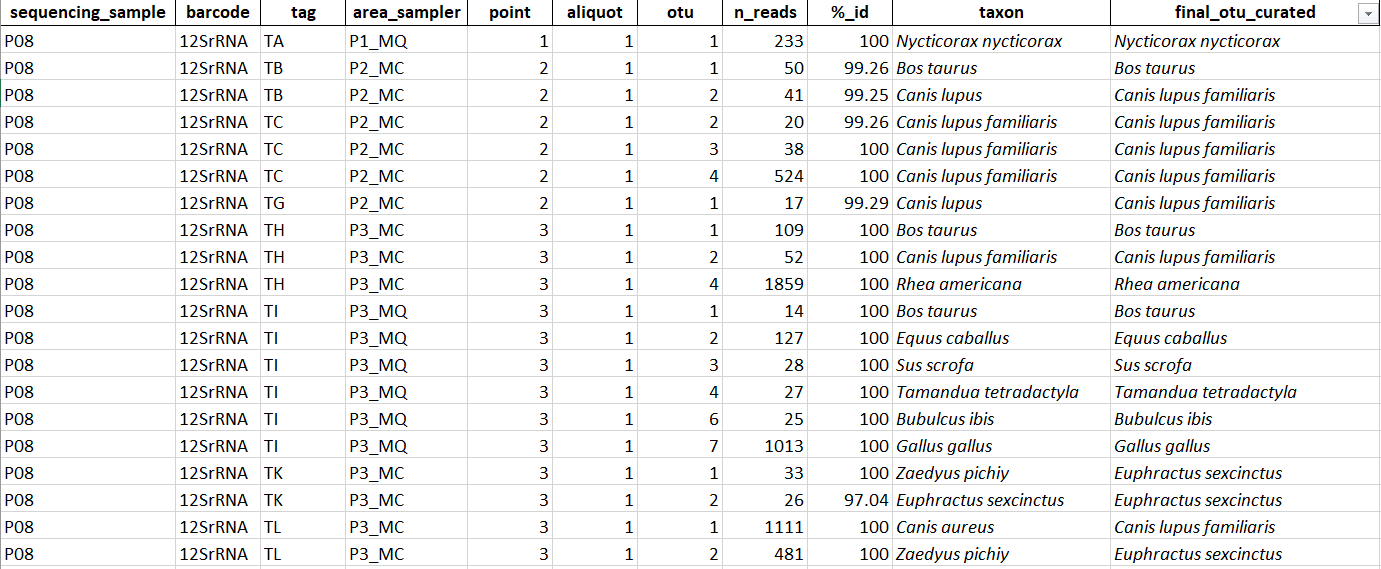 sequencing_sample barcode tag area_sampler point aliquot otu n_reads %_id taxon final_otu_curated
P08 12SrRNA TA P1_MQ 1 1 1 233 100 Nycticorax nycticorax Nycticorax nycticorax
P08 12SrRNA TB P2_MC 2 1 1 50 99.26 Bos taurus Bos taurus
P08 12SrRNA TB P2_MC 2 1 2 41 99.25 Canis lupus Canis lupus familiaris
P08 12SrRNA TC P2_MC 2 1 2 20 99.26 Canis lupus familiaris Canis lupus familiaris
P08 12SrRNA TC P2_MC 2 1 3 38 100 Canis lupus familiaris Canis lupus familiaris
P08 12SrRNA TC P2_MC 2 1 4 524 100 Canis lupus familiaris Canis lupus familiaris
P08 12SrRNA TG P2_MC 2 1 1 17 99.29 Canis lupus Canis lupus familiaris
P08 12SrRNA TH P3_MC 3 1 1 109 100 Bos taurus Bos taurus
P08 12SrRNA TH P3_MC 3 1 2 52 100 Canis lupus familiaris Canis lupus familiaris
P08 12SrRNA TH P3_MC 3 1 4 1859 100 Rhea americana Rhea americana
P08 12SrRNA TI P3_MQ 3 1 1 14 100 Bos taurus Bos taurus
P08 12SrRNA TI P3_MQ 3 1 2 127 100 Equus caballus Equus caballus
P08 12SrRNA TI P3_MQ 3 1 3 28 100 Sus scrofa Sus scrofa
P08 12SrRNA TI P3_MQ 3 1 4 27 100 Tamandua tetradactyla Tamandua tetradactyla
P08 12SrRNA TI P3_MQ 3 1 6 25 100 Bubulcus ibis Bubulcus ibis
P08 12SrRNA TI P3_MQ 3 1 7 1013 100 Gallus gallus Gallus gallus
P08 12SrRNA TK P3_MC 3 1 1 33 100 Zaedyus pichiy Euphractus sexcinctus
P08 12SrRNA TK P3_MC 3 1 2 26 97.04 Euphractus sexcinctus Euphractus sexcinctus
P08 12SrRNA TL P3_MC 3 1 1 1111 100 Canis aureus Canis lupus familiaris
P08 12SrRNA TL P3_MC 3 1 2 481 100 Zaedyus pichiy Euphractus sexcinctus